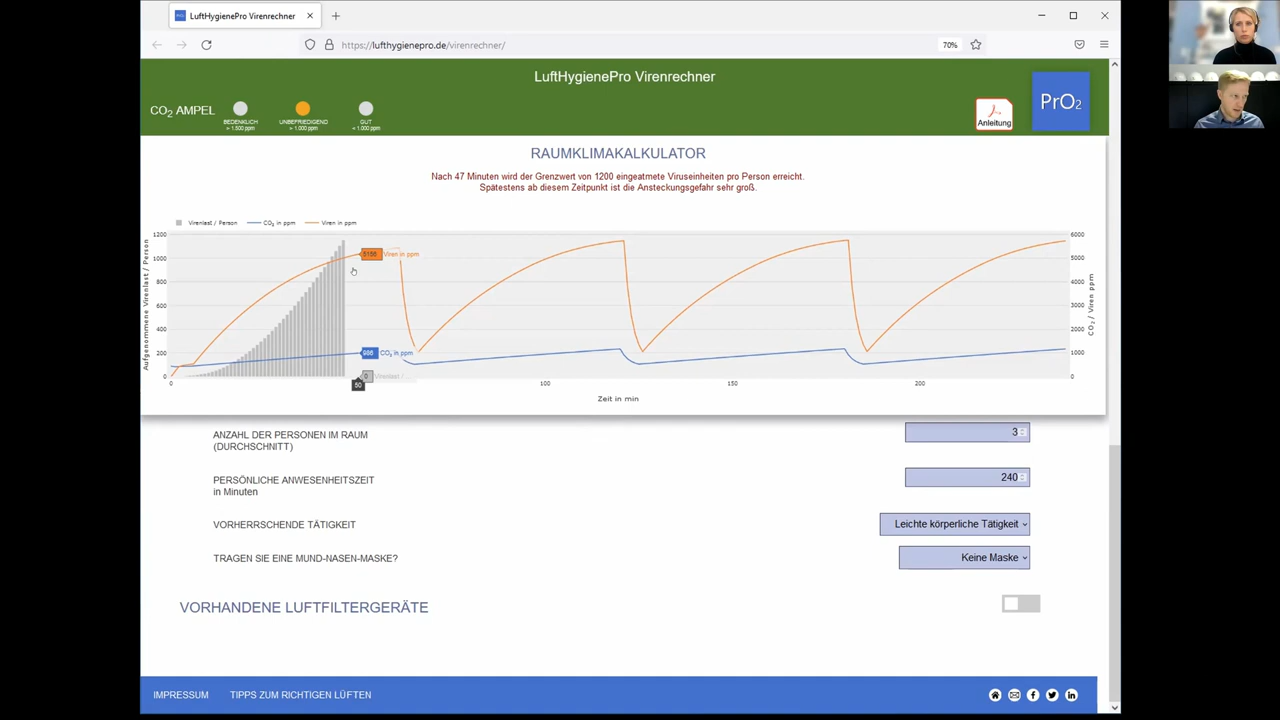 LuftHygienePro Virenrechner
https://lufthygienepro.de/virenrechner/
70%
LuftHygienePro Virenrechner
CO₂ AMPEL
BEDENKLICH
> 1.500 ppm
UNBEFRIEDIGEND
> 1.000 ppm
GUT
< 1.000 ppm
Anleitung
PrO₂
RAUMKLIMAKALKULATOR
Nach 47 Minuten wird der Grenzwert von 1200 eingeatmete Viruseinheiten pro Person erreicht.
Spätestens ab diesem Zeitpunkt ist die Ansteckungsgefahr sehr groß.
Virenlast / Person
CO₂ in ppm
Viren in ppm
Aufgenommene Virenlast / Person
1200
1000
800
600
400
200
0
6000
5000
4000
3000
2000
1000
0
CO₂ / Viren ppm
5156 Viren in ppm
986 CO₂ in ppm
0 Virenlast / ...
50
0
100
150
200
Zeit in min
ANZAHL DER PERSONEN IM RAUM
(DURCHSCHNITT)
3
PERSÖNLICHE ANWESENHEITSZEIT
in Minuten
240
VORHERRSCHENDE TÄTIGKEIT
Leichte körperliche Tätigkeit
TRAGEN SIE EINE MUND-NASEN-MASKE?
Keine Maske
VORHANDENE LUFTFILTERGERÄTE
IMPRESSUM
TIPPS ZUM RICHTIGEN LÜFTEN